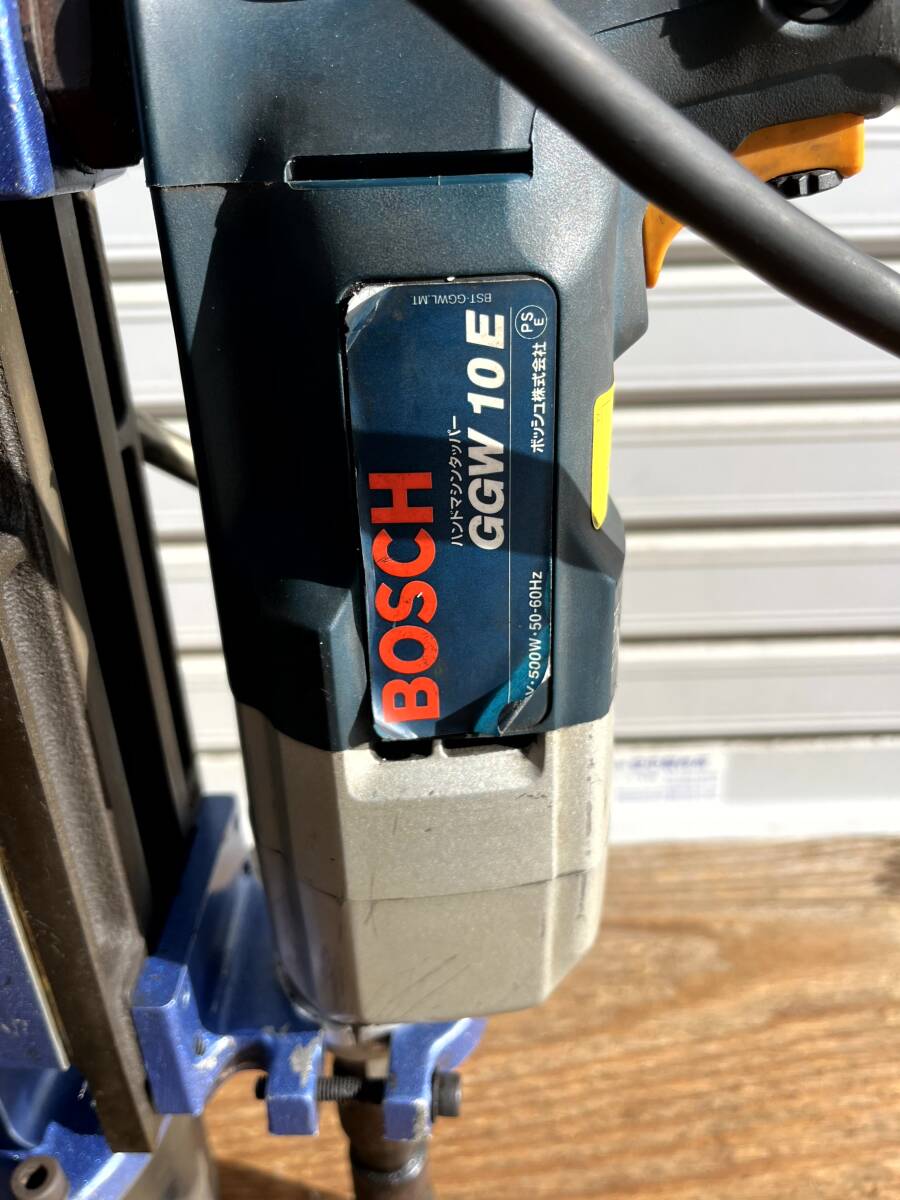 BST-GGWL.MT
BOSCH
ハンドマシンタッパー
GGW 10 E
V・500W・50-60Hz
ボッシュ株式会社
PS
E